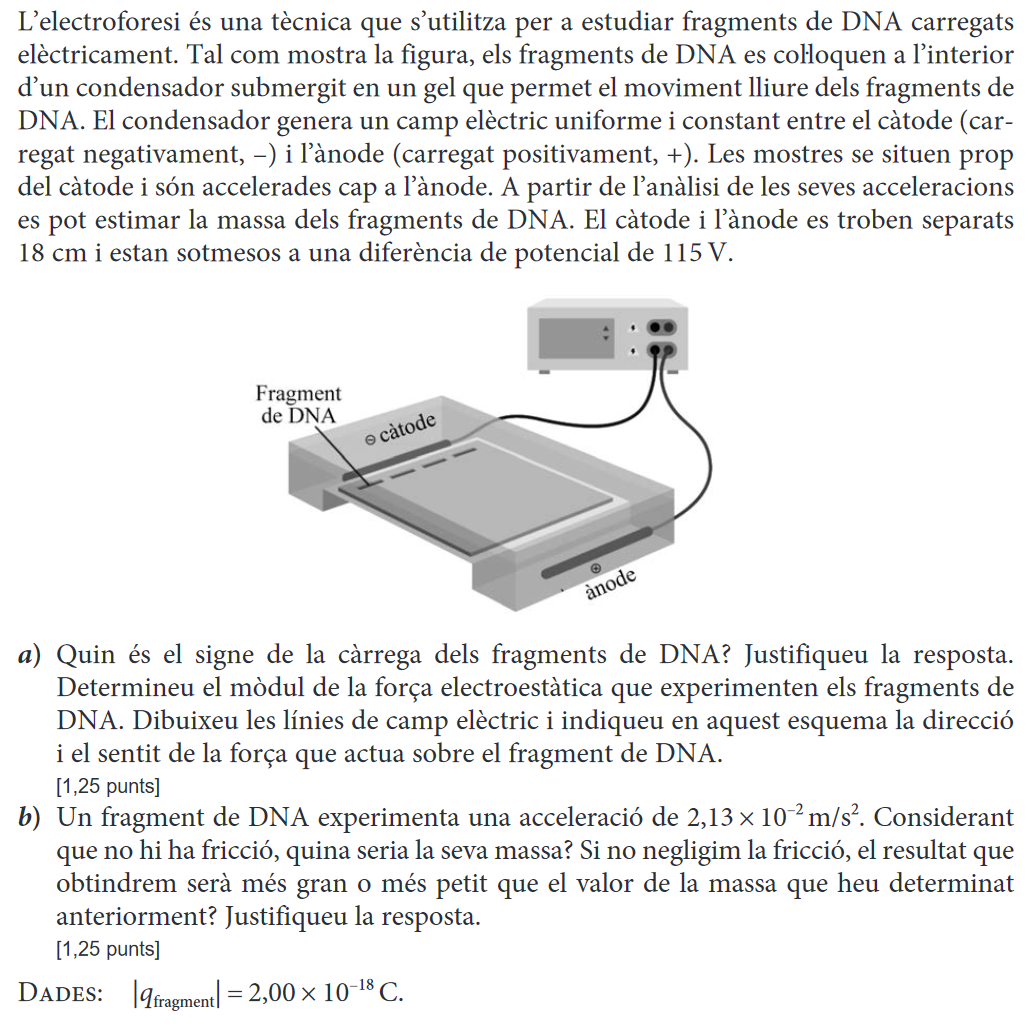 L’electroforesi és una tècnica que s’utilitza per a estudiar fragments de DNA carregats
elèctricament. Tal com mostra la figura, els fragments de DNA es col·loquen a l’interior
d’un condensador submergit en un gel que permet el moviment lliure dels fragments de
DNA. El condensador genera un camp elèctric uniforme i constant entre el càtode (car-
regat negativament, –) i l’ànode (carregat positivament, +). Les mostres se situen prop
del càtode i són accelerades cap a l’ànode. A partir de l’anàlisi de les seves acceleracions
es pot estimar la massa dels fragments de DNA. El càtode i l’ànode es troben separats
18 cm i estan sotmesos a una diferència de potencial de 115 V.
Fragment
de DNA
⊖ càtode
⊕
ànode
a) Quin és el signe de la càrrega dels fragments de DNA? Justifiqueu la resposta.
Determineu el mòdul de la força electroestàtica que experimenten els fragments de
DNA. Dibuixeu les línies de camp elèctric i indiqueu en aquest esquema la direcció
i el sentit de la força que actua sobre el fragment de DNA.
[1,25 punts]
b) Un fragment de DNA experimenta una acceleració de 2,13 × 10⁻² m/s². Considerant
que no hi ha fricció, quina seria la seva massa? Si no negligim la fricció, el resultat que
obtindrem serà més gran o més petit que el valor de la massa que heu determinat
anteriorment? Justifiqueu la resposta.
[1,25 punts]
DADES: |q_fragment| = 2,00 × 10⁻¹⁸ C.